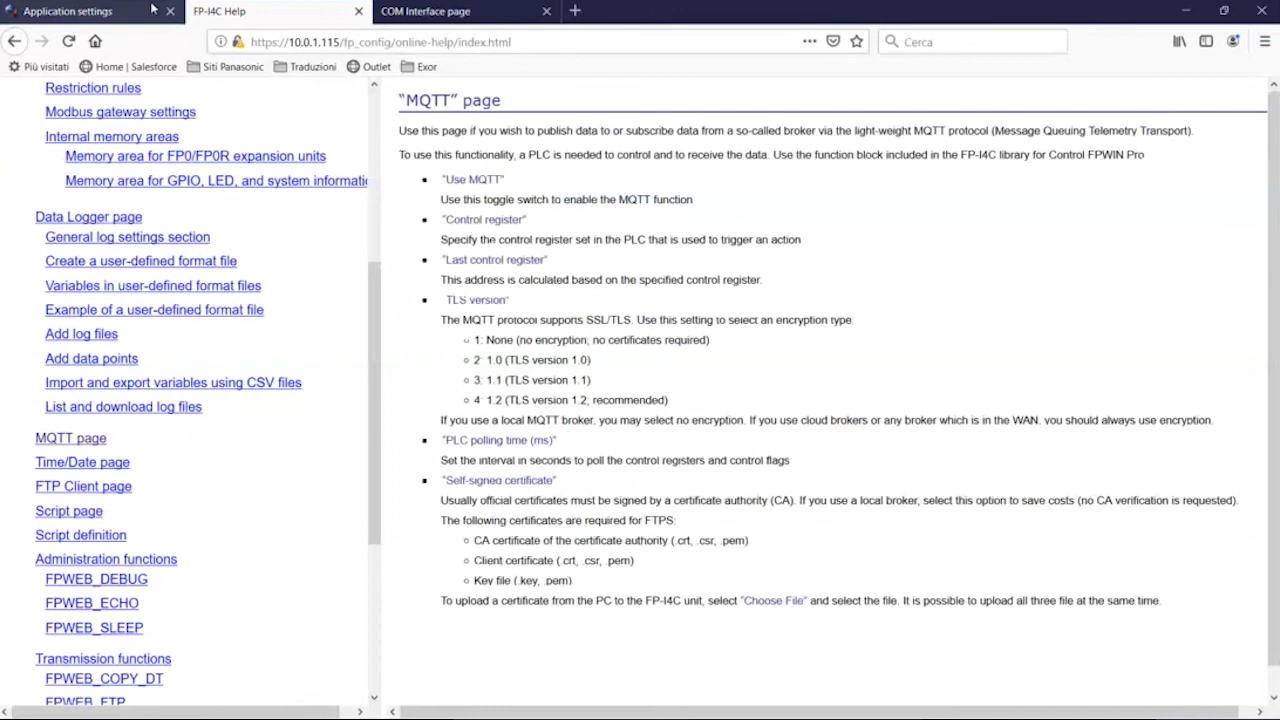 Application settings
FP-I4C Help
COM Interface page
https://10.0.1.115/fp_config/online-help/index.html
Cerca
Più visitati
Home | Salesforce
Siti Panasonic
Traduzioni
Outlet
Exor
Restriction rules
Modbus gateway settings
Internal memory areas
Memory area for FP0/FP0R expansion units
Memory area for GPIO, LED, and system informatio
Data Logger page
General log settings section
Create a user-defined format file
Variables in user-defined format files
Example of a user-defined format file
Add log files
Add data points
Import and export variables using CSV files
List and download log files
MQTT page
Time/Date page
FTP Client page
Script page
Script definition
Administration functions
FPWEB_DEBUG
FPWEB_ECHO
FPWEB_SLEEP
Transmission functions
FPWEB_COPY_DT
FPWEB_FTP
"MQTT" page
Use this page if you wish to publish data to or subscribe data from a so-called broker via the light-weight MQTT protocol (Message Queuing Telemetry Transport).
To use this functionality, a PLC is needed to control and to receive the data. Use the function block included in the FP-I4C library for Control FPWIN Pro
"Use MQTT"
Use this toggle switch to enable the MQTT function
"Control register"
Specify the control register set in the PLC that is used to trigger an action
"Last control register"
This address is calculated based on the specified control register.
TLS version"
The MQTT protocol supports SSL/TLS. Use this setting to select an encryption type:
1: None (no encryption; no certificates required)
2: 1.0 (TLS version 1.0)
3: 1.1 (TLS version 1.1)
4: 1.2 (TLS version 1.2; recommended)
If you use a local MQTT broker, you may select no encryption. If you use cloud brokers or any broker which is in the WAN, you should always use encryption.
"PLC polling time (ms)"
Set the interval in seconds to poll the control registers and control flags
"Self-signed certificate"
Usually official certificates must be signed by a certificate authority (CA). If you use a local broker, select this option to save costs (no CA verification is requested).
The following certificates are required for FTPS:
CA certificate of the certificate authority (.crt, .csr, .pem)
Client certificate (.crt, .csr, .pem)
Key file (.key, .pem)
To upload a certificate from the PC to the FP-I4C unit, select "Choose File" and select the file. It is possible to upload all three file at the same time.